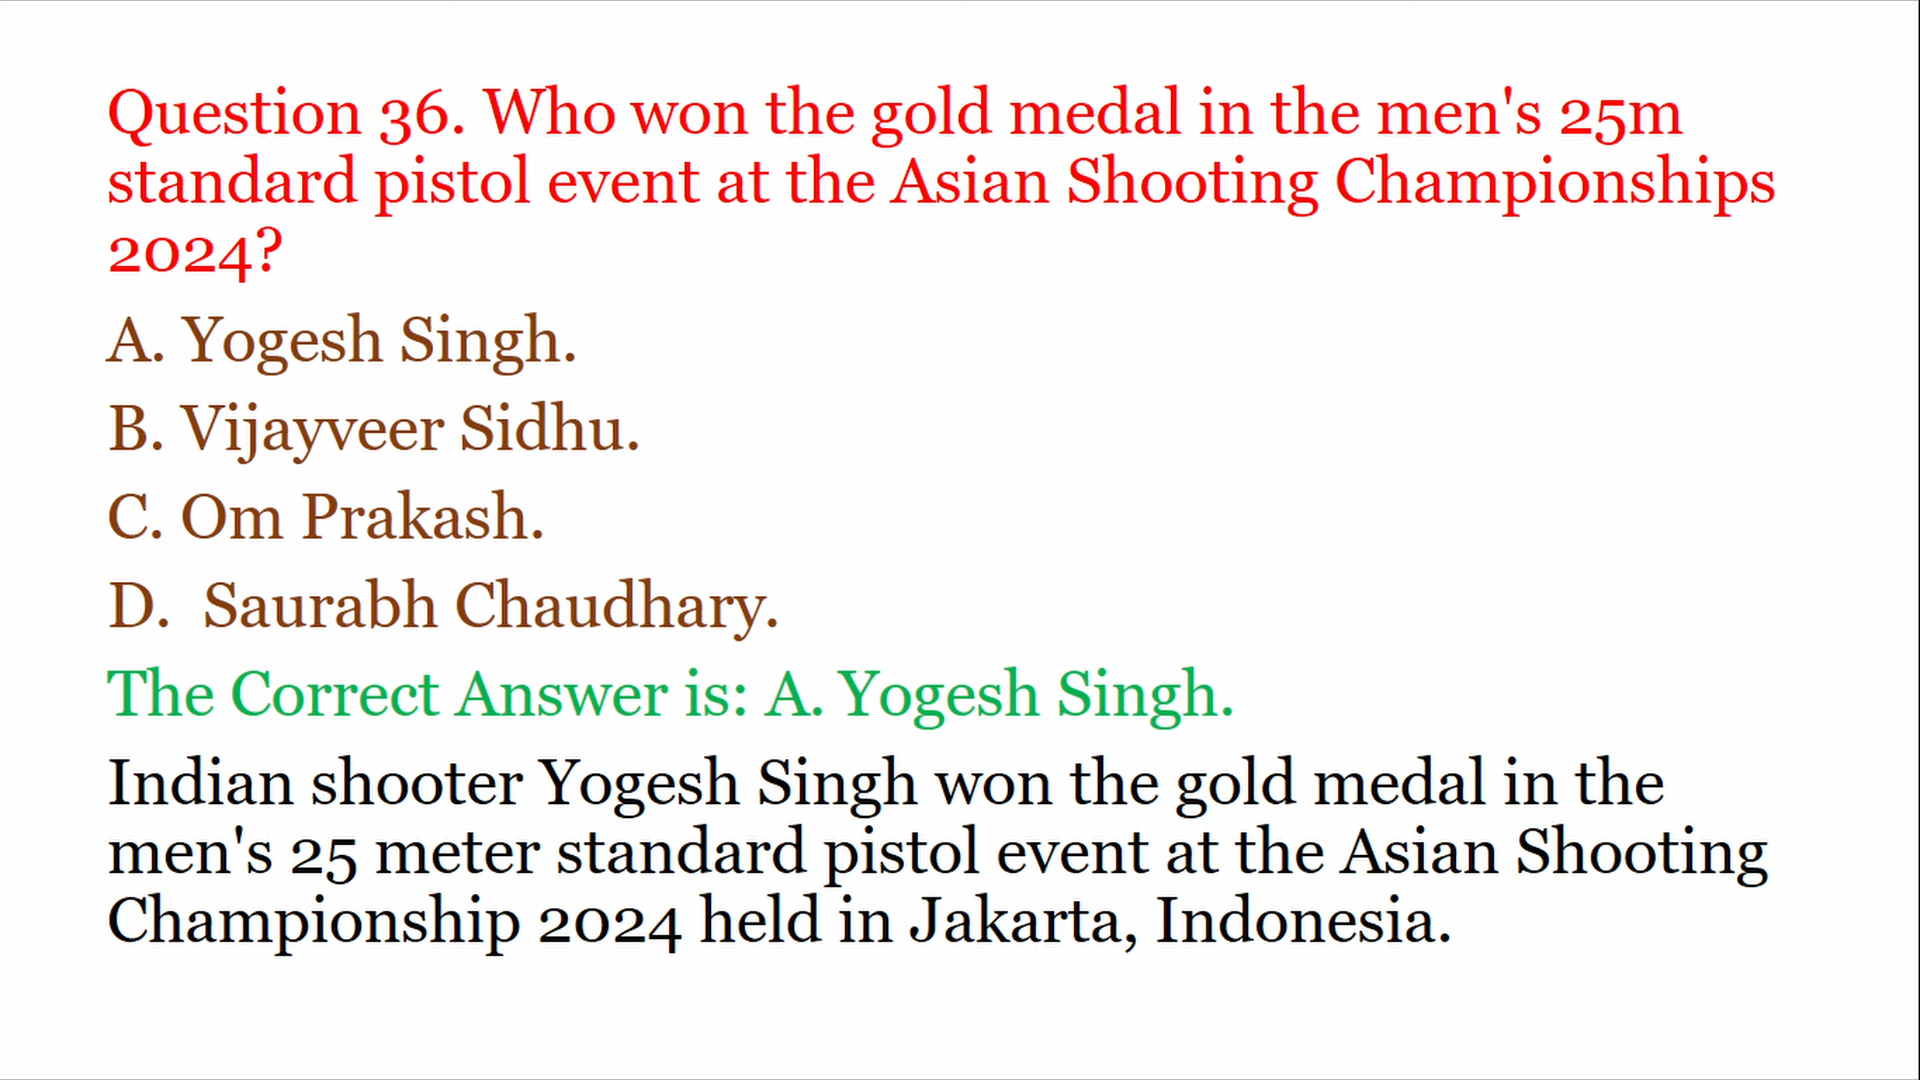 Question 36. Who won the gold medal in the men's 25m
standard pistol event at the Asian Shooting Championships
2024?
A. Yogesh Singh.
B. Vijayveer Sidhu.
C. Om Prakash.
D.  Saurabh Chaudhary.
The Correct Answer is: A. Yogesh Singh.
Indian shooter Yogesh Singh won the gold medal in the
men's 25 meter standard pistol event at the Asian Shooting
Championship 2024 held in Jakarta, Indonesia.